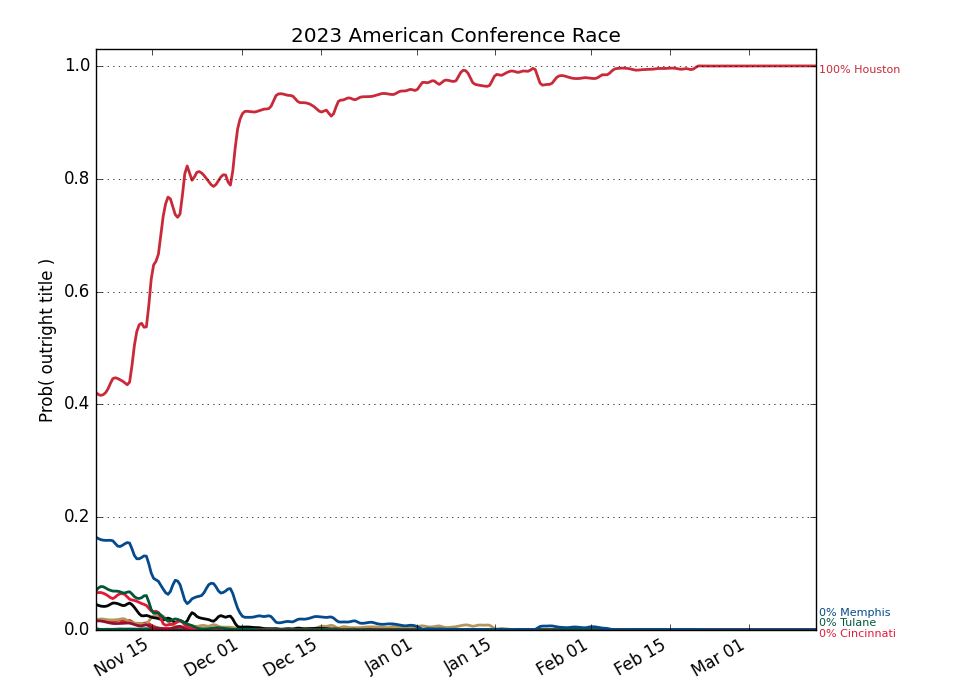 2023 American Conference Race
Prob( outright title )
1.0
0.8
0.6
0.4
0.2
0.0
100% Houston
0% Memphis
0% Tulane
0% Cincinnati
Nov 15
Dec 01
Dec 15
Jan 01
Jan 15
Feb 01
Feb 15
Mar 01